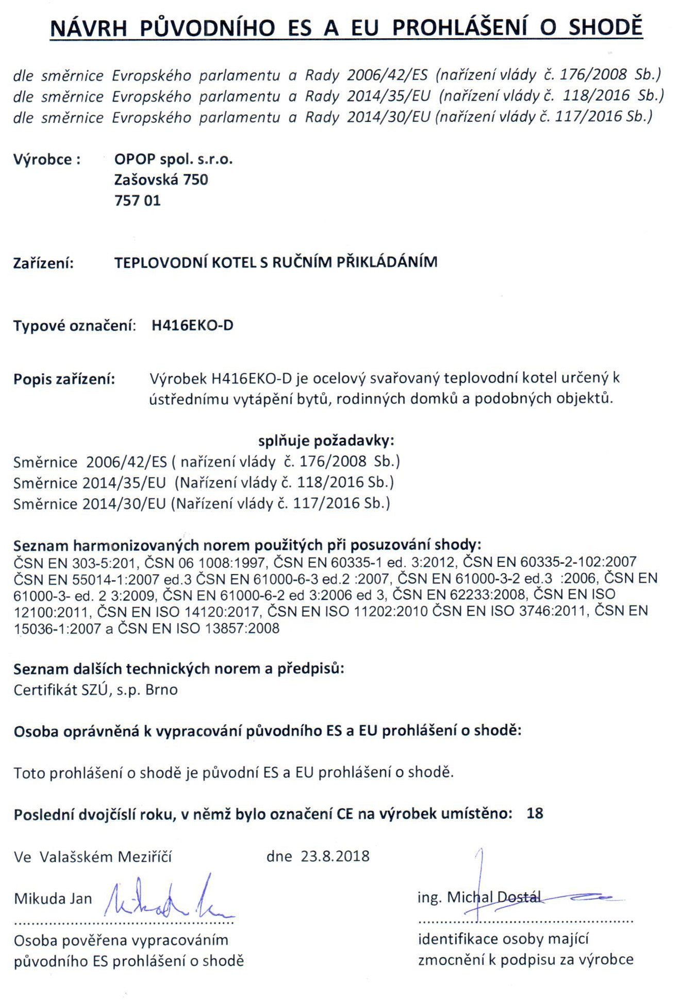 NÁVRH PŮVODNÍHO ES A EU PROHLÁŠENÍ O SHODĚ
dle směrnice Evropského parlamentu a Rady 2006/42/ES (nařízení vlády č. 176/2008 Sb.)
dle směrnice Evropského parlamentu a Rady 2014/35/EU (nařízení vlády č. 118/2016 Sb.)
dle směrnice Evropského parlamentu a Rady 2014/30/EU (nařízení vlády č. 117/2016 Sb.)
Výrobce : OPOP spol. s.r.o.
Zašovská 750
757 01
Zařízení: TEPLOVODNÍ KOTEL S RUČNÍM PŘIKLÁDÁNÍM
Typové označení: H416EKO-D
Popis zařízení: Výrobek H416EKO-D je ocelový svařovaný teplovodní kotel určený k
ústřednímu vytápění bytů, rodinných domků a podobných objektů.
splňuje požadavky:
Směrnice 2006/42/ES ( nařízení vlády č. 176/2008 Sb.)
Směrnice 2014/35/EU (Nařízení vlády č. 118/2016 Sb.)
Směrnice 2014/30/EU (Nařízení vlády č. 117/2016 Sb.)
Seznam harmonizovaných norem použitých při posuzování shody:
ČSN EN 303-5:201, ČSN 06 1008:1997, ČSN EN 60335-1 ed. 3:2012, ČSN EN 60335-2-102:2007
ČSN EN 55014-1:2007 ed.3 ČSN EN 61000-6-3 ed.2 :2007, ČSN EN 61000-3-2 ed.3 :2006, ČSN EN
61000-3- ed. 2 3:2009, ČSN EN 61000-6-2 ed 3:2006 ed 3, ČSN EN 62233:2008, ČSN EN ISO
12100:2011, ČSN EN ISO 14120:2017, ČSN EN ISO 11202:2010 ČSN EN ISO 3746:2011, ČSN EN
15036-1:2007 a ČSN EN ISO 13857:2008
Seznam dalších technických norem a předpisů:
Certifikát SZÚ, s.p. Brno
Osoba oprávněná k vypracování původního ES a EU prohlášení o shodě:
Toto prohlášení o shodě je původní ES a EU prohlášení o shodě.
Poslední dvojčíslí roku, v němž bylo označení CE na výrobek umístěno: 18
Ve Valašském Meziříčí dne 23.8.2018
Mikuda Jan ing. Michal Dostál
Osoba pověřena vypracováním identifikace osoby mající
původního ES prohlášení o shodě zmocnění k podpisu za výrobce